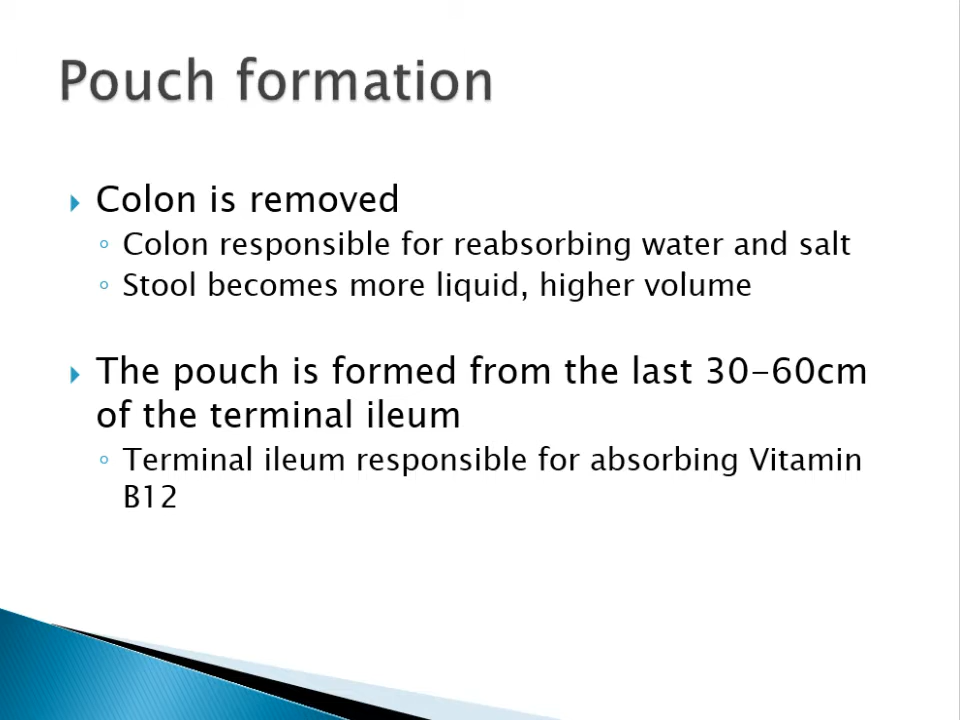 Pouch formation
Colon is removed
Colon responsible for reabsorbing water and salt
Stool becomes more liquid, higher volume
The pouch is formed from the last 30-60cm
of the terminal ileum
Terminal ileum responsible for absorbing Vitamin
B12